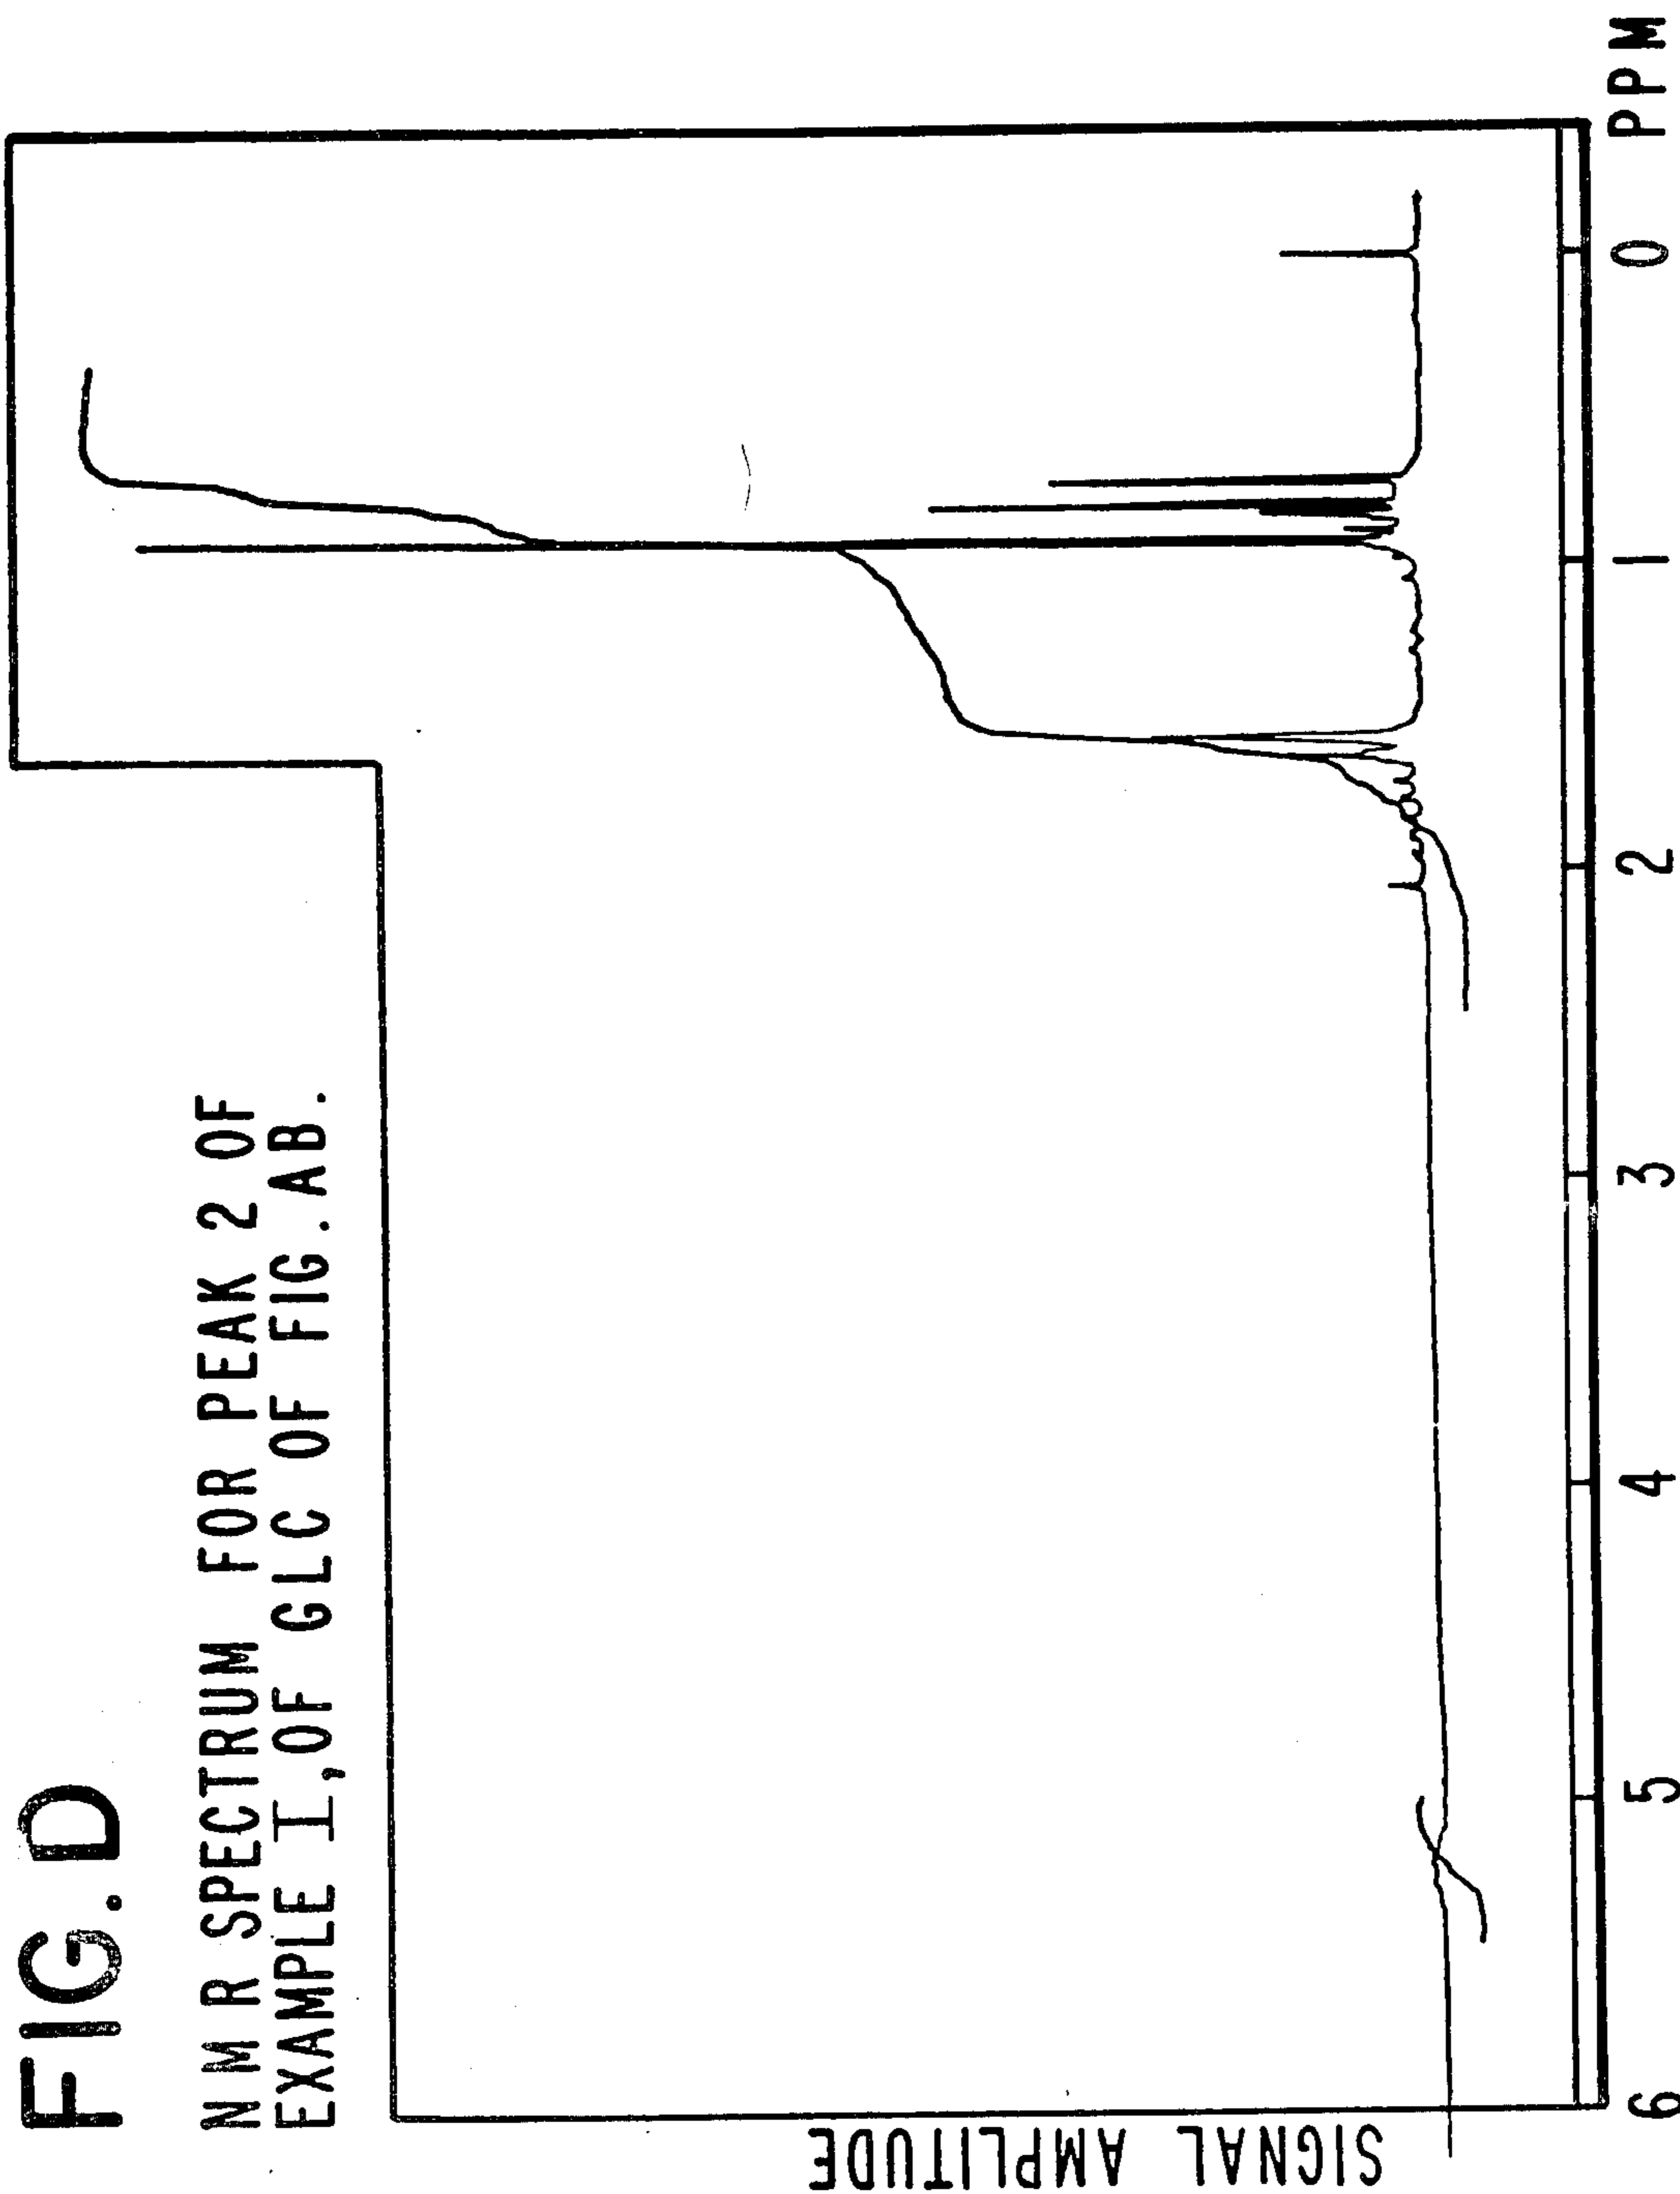 FIG. D
NMR SPECTRUM FOR PEAK 2 OF
EXAMPLE I, OF GLC OF FIG. AB.
SIGNAL AMPLITUDE
6 5 4 3 2 1 0 PPM